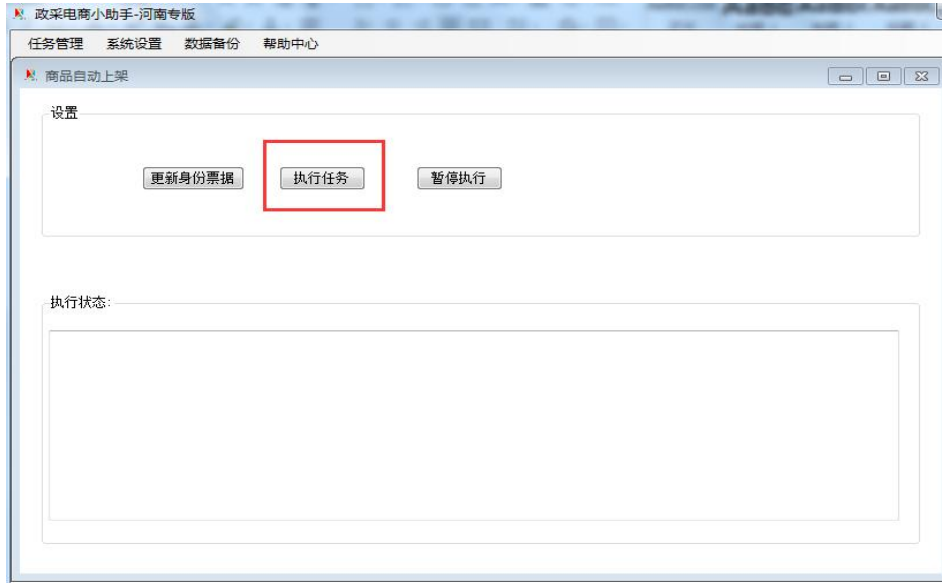 政采电商小助手-河南专版
任务管理 系统设置 数据备份 帮助中心
商品自动上架
设置
更新身份票据 执行任务 暂停执行
执行状态: